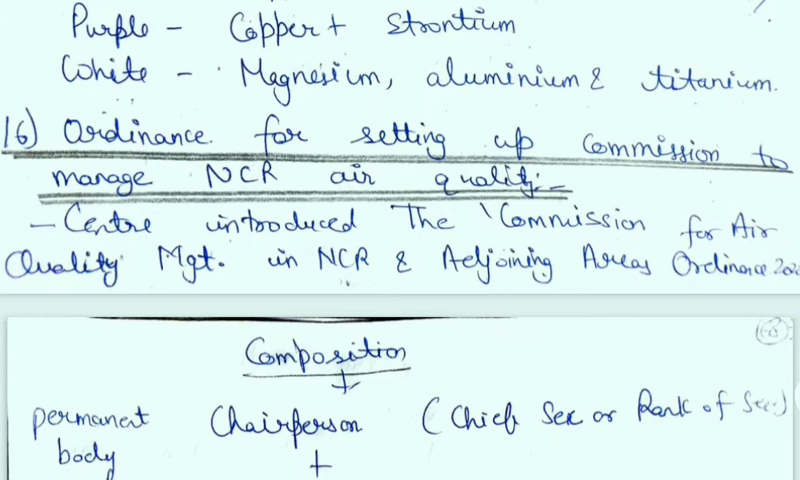 Purple - Copper + Strontium
White - Magnesium, aluminium & titanium.
16) Ordinance for setting up Commission to
manage NCR air quality:-
- Centre introduced The 'Commission for Air
Quality Mgt. in NCR & Adjoining Areas Ordinance 2020
Composition
permanent Chairperson (Chief Sec or Rank of Sec.)
body +